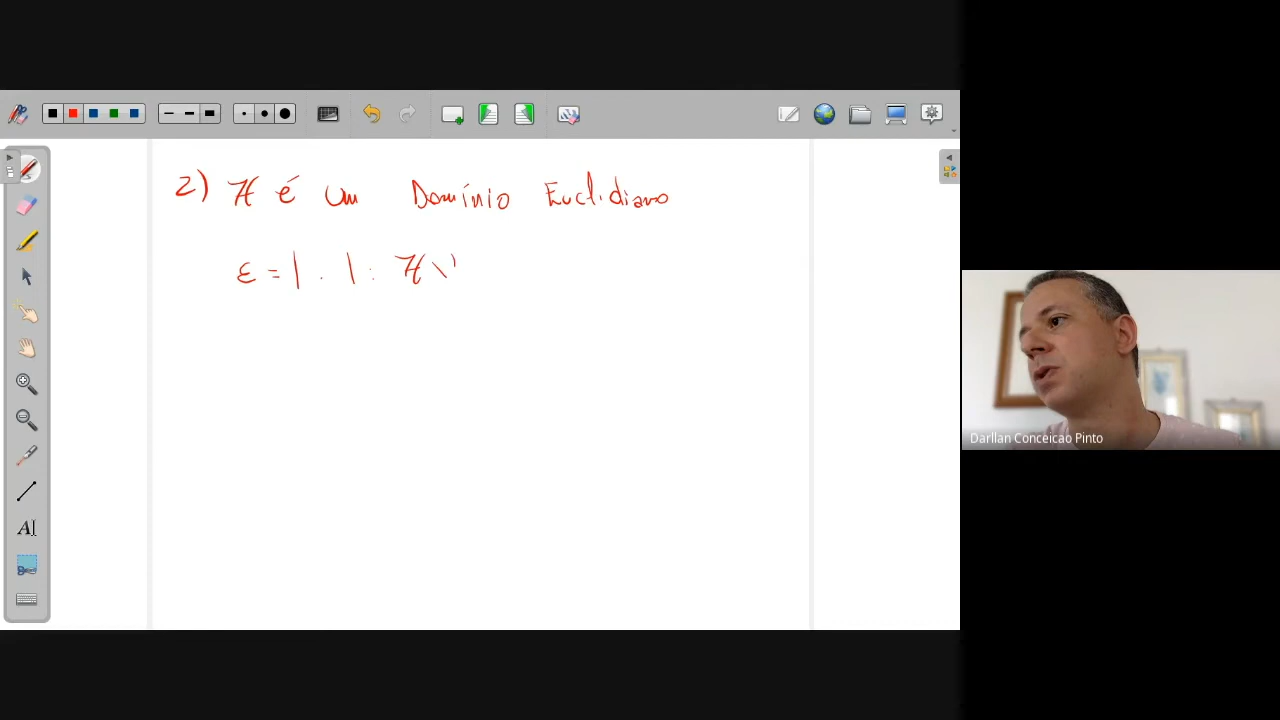 2) ℤ é um Domínio Euclidiano
ε = | . | : ℤ \
Darllan Conceicao Pinto